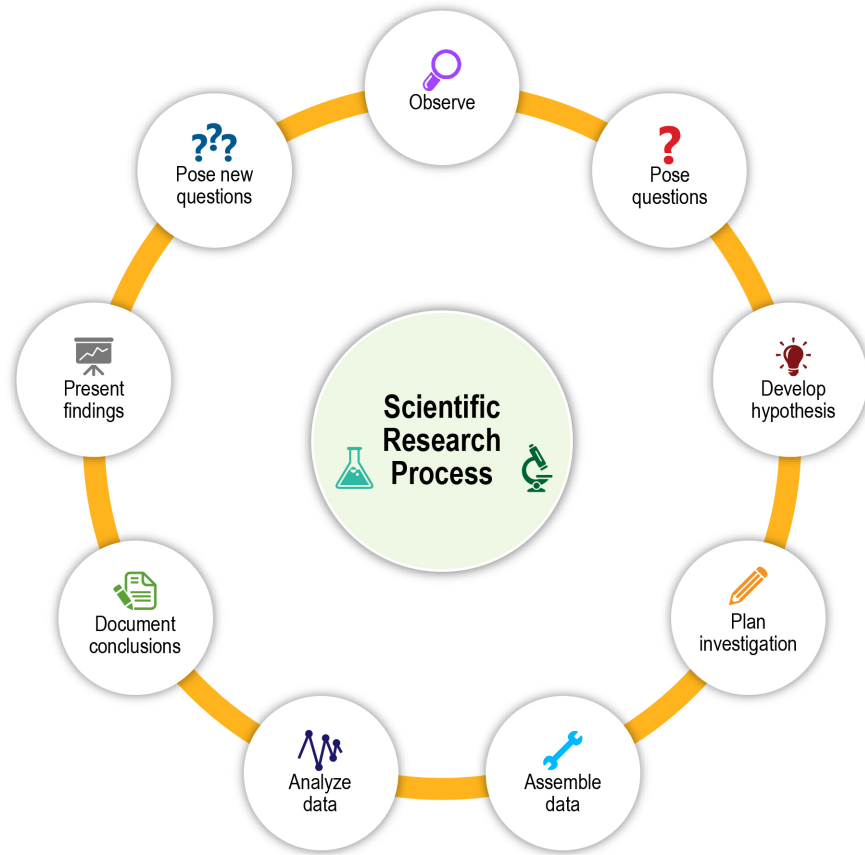 Observe
Pose
questions
Develop
hypothesis
Plan
investigation
Assemble
data
Analyze
data
Document
conclusions
Present
findings
Pose new
questions
Scientific
Research
Process